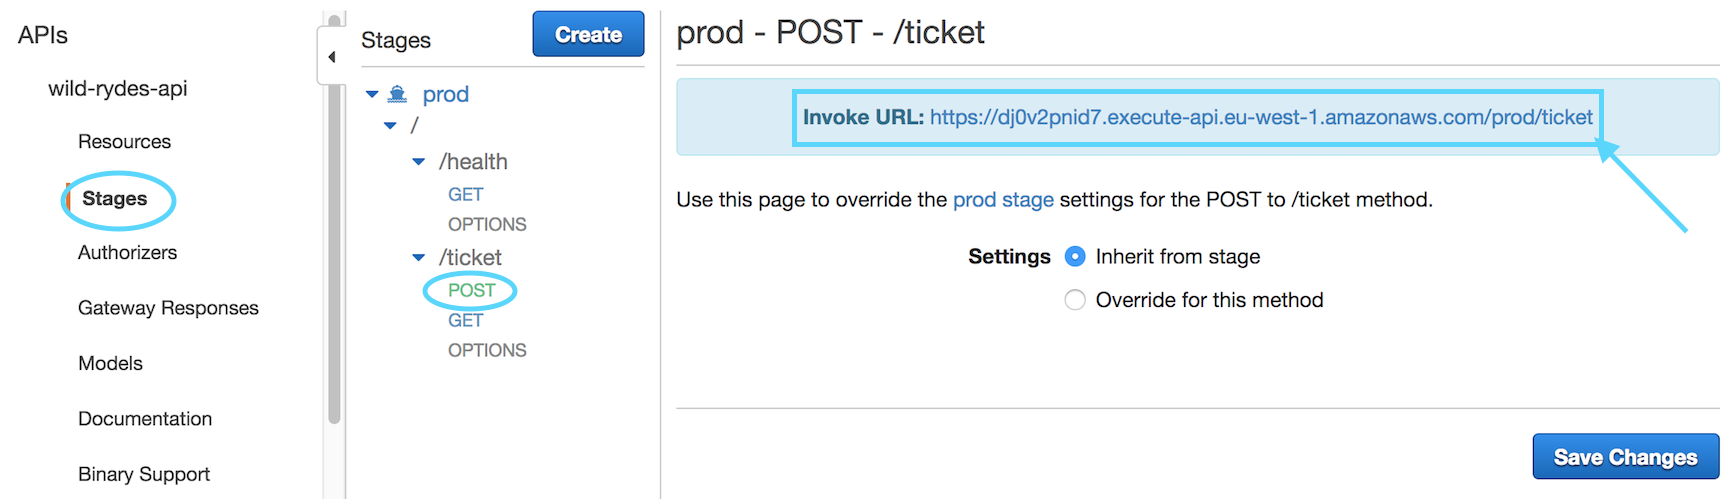 APIs
wild-rydes-api
Resources
Stages
Authorizers
Gateway Responses
Models
Documentation
Binary Support
Stages
Create
prod
/
/health
GET
OPTIONS
/ticket
POST
GET
OPTIONS
prod - POST - /ticket
Invoke URL: https://dj0v2pnid7.execute-api.eu-west-1.amazonaws.com/prod/ticket
Use this page to override the prod stage settings for the POST to /ticket method.
Settings Inherit from stage
Override for this method
Save Changes